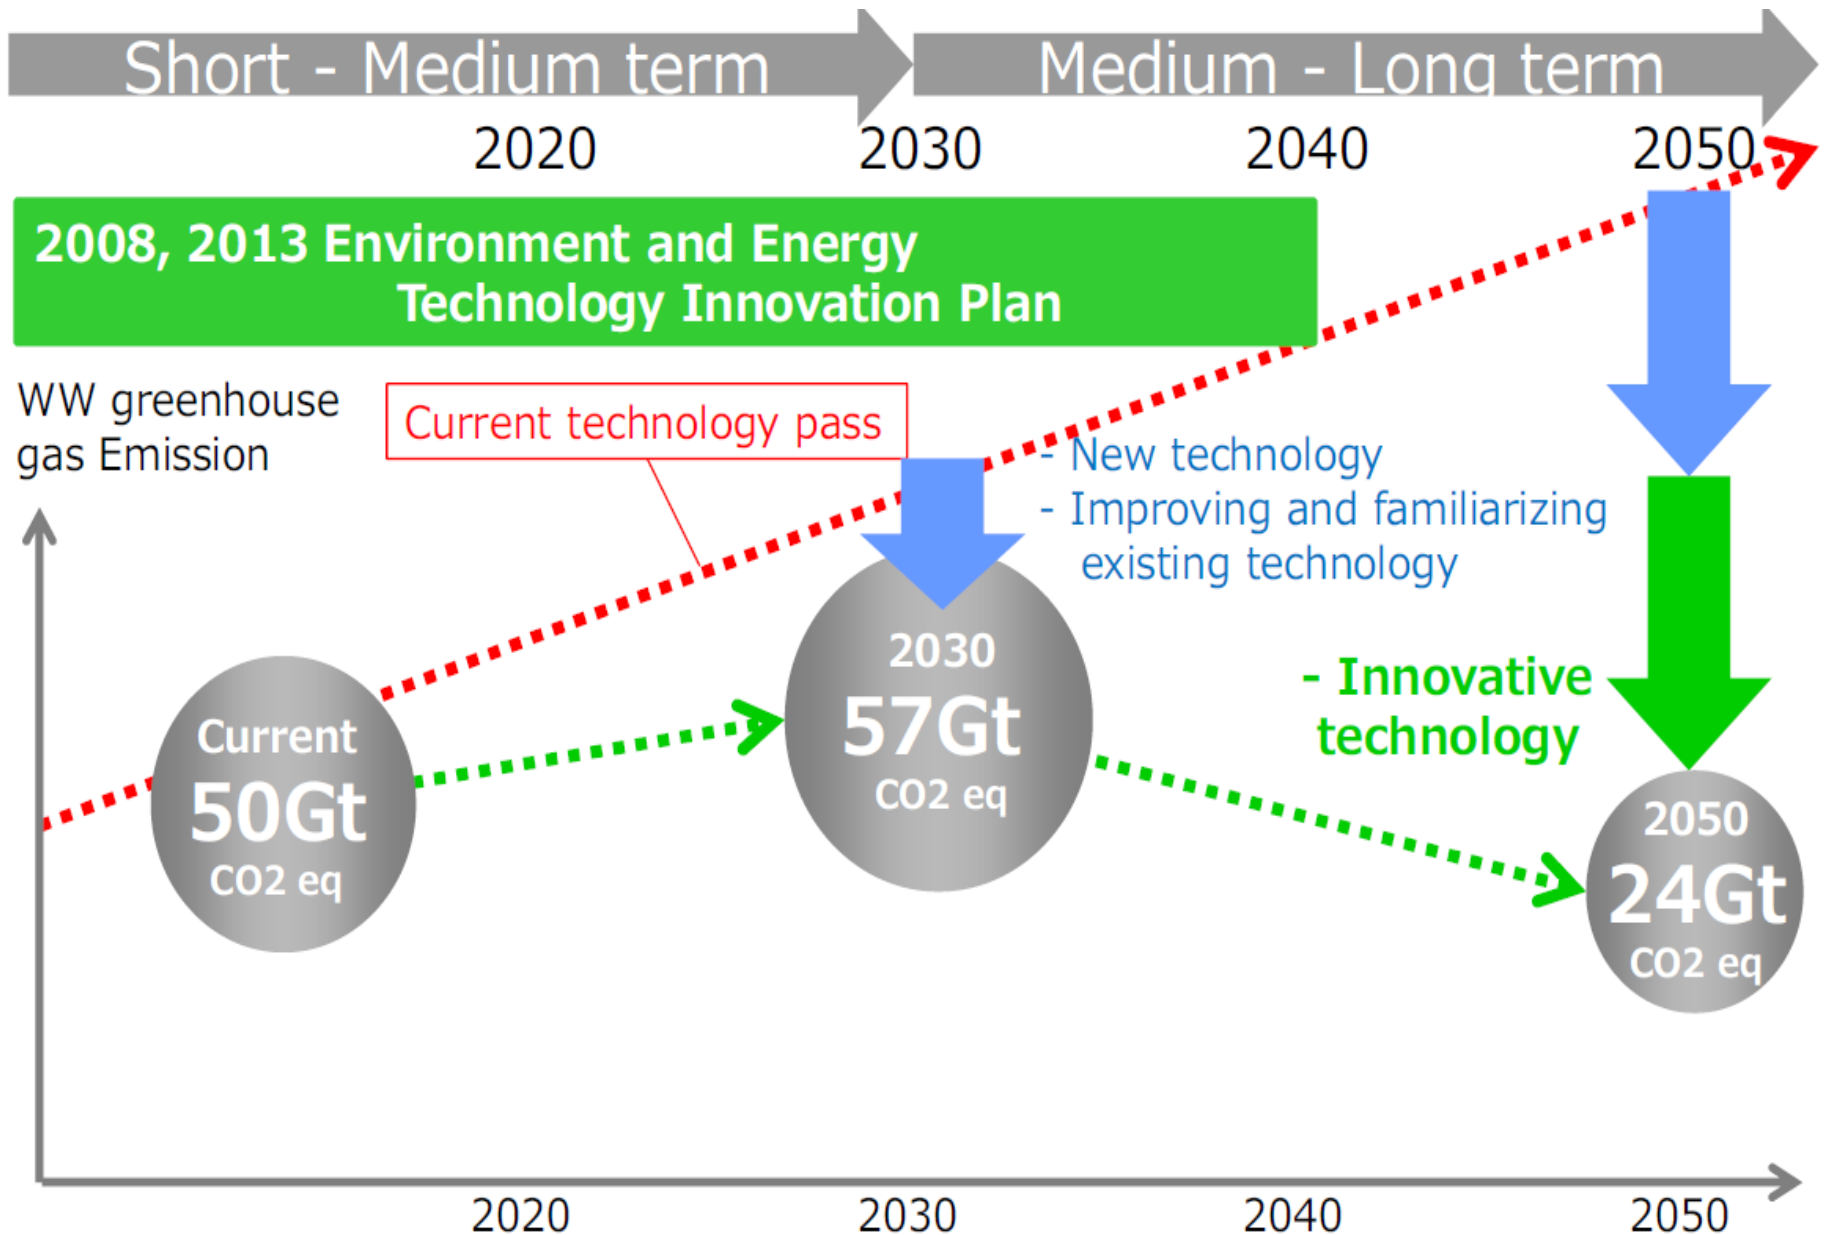 Short - Medium term
Medium - Long term
2020
2030
2040
2050
2008, 2013 Environment and Energy
Technology Innovation Plan
WW greenhouse
gas Emission
Current technology pass
- New technology
- Improving and familiarizing
existing technology
- Innovative
technology
Current
50Gt
CO2 eq
2030
57Gt
CO2 eq
2050
24Gt
CO2 eq
2020
2030
2040
2050